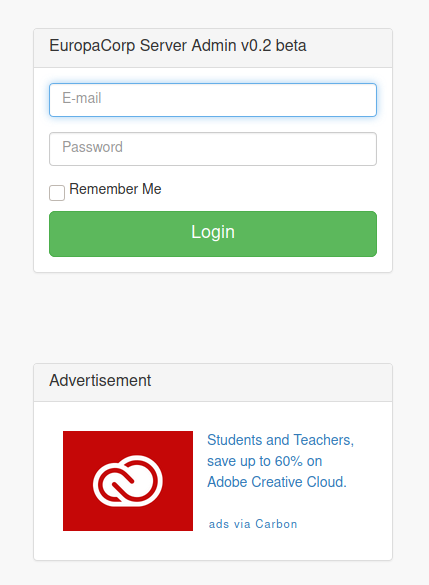 EuropaCorp Server Admin v0.2 beta
E-mail
Password
Remember Me
Login
Advertisement
Students and Teachers,
save up to 60% on
Adobe Creative Cloud.
ads via Carbon